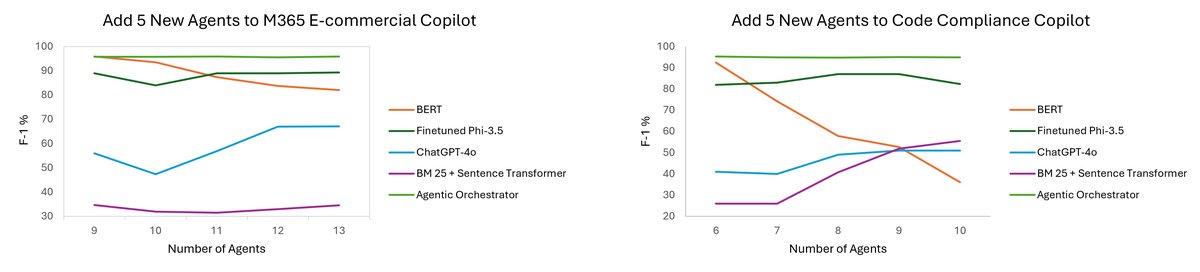 Add 5 New Agents to M365 E-commercial Copilot
100
90
80
70
60
50
40
30
F-1 %
9 10 11 12 13
Number of Agents
BERT
Finetuned Phi-3.5
ChatGPT-4o
BM 25 + Sentence Transformer
Agentic Orchestrator
Add 5 New Agents to Code Compliance Copilot
100
90
80
70
60
50
40
30
20
F-1 %
6 7 8 9 10
Number of Agents
BERT
Finetuned Phi-3.5
ChatGPT-4o
BM 25 + Sentence Transformer
Agentic Orchestrator